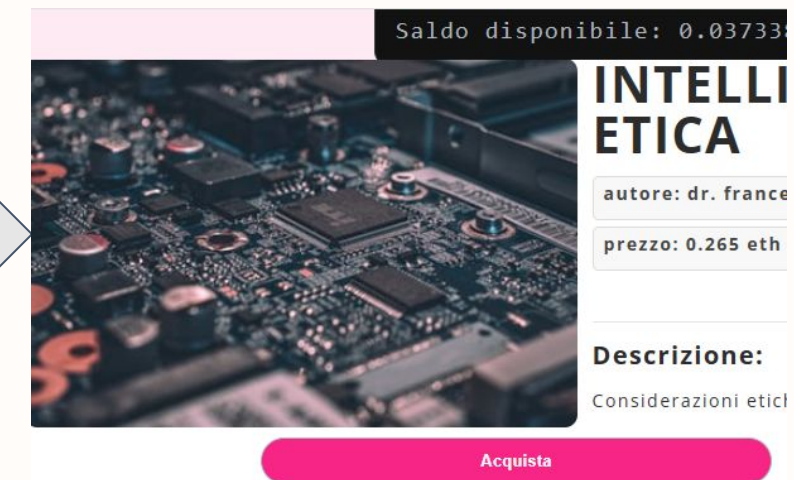 Saldo disponibile: 0.03733
INTELLI
ETICA
autore: dr. france
prezzo: 0.265 eth
Descrizione:
Considerazioni etic
Acquista